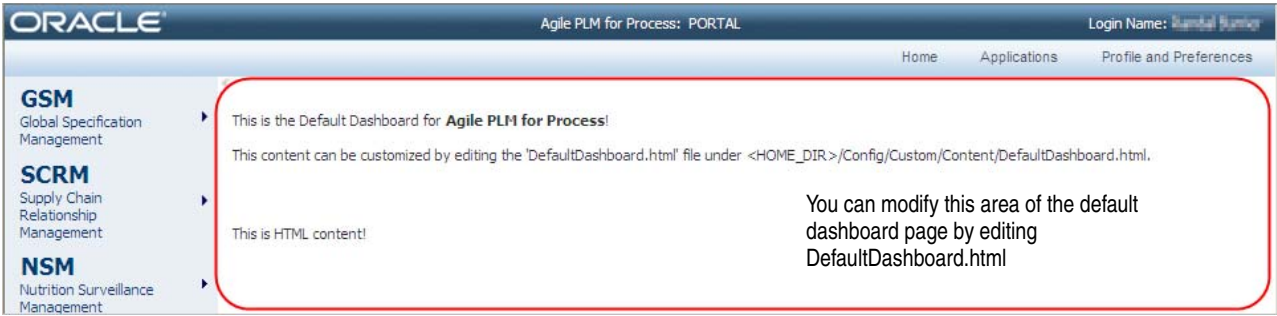 ORACLE
Agile PLM for Process: PORTAL
Login Name:
Home Applications Profile and Preferences
GSM
Global Specification
Management
SCRM
Supply Chain
Relationship
Management
NSM
Nutrition Surveillance
Management
This is the Default Dashboard for Agile PLM for Process!
This content can be customized by editing the 'DefaultDashboard.html' file under <HOME_DIR>/Config/Custom/Content/DefaultDashboard.html.
This is HTML content!
You can modify this area of the default
dashboard page by editing
DefaultDashboard.html